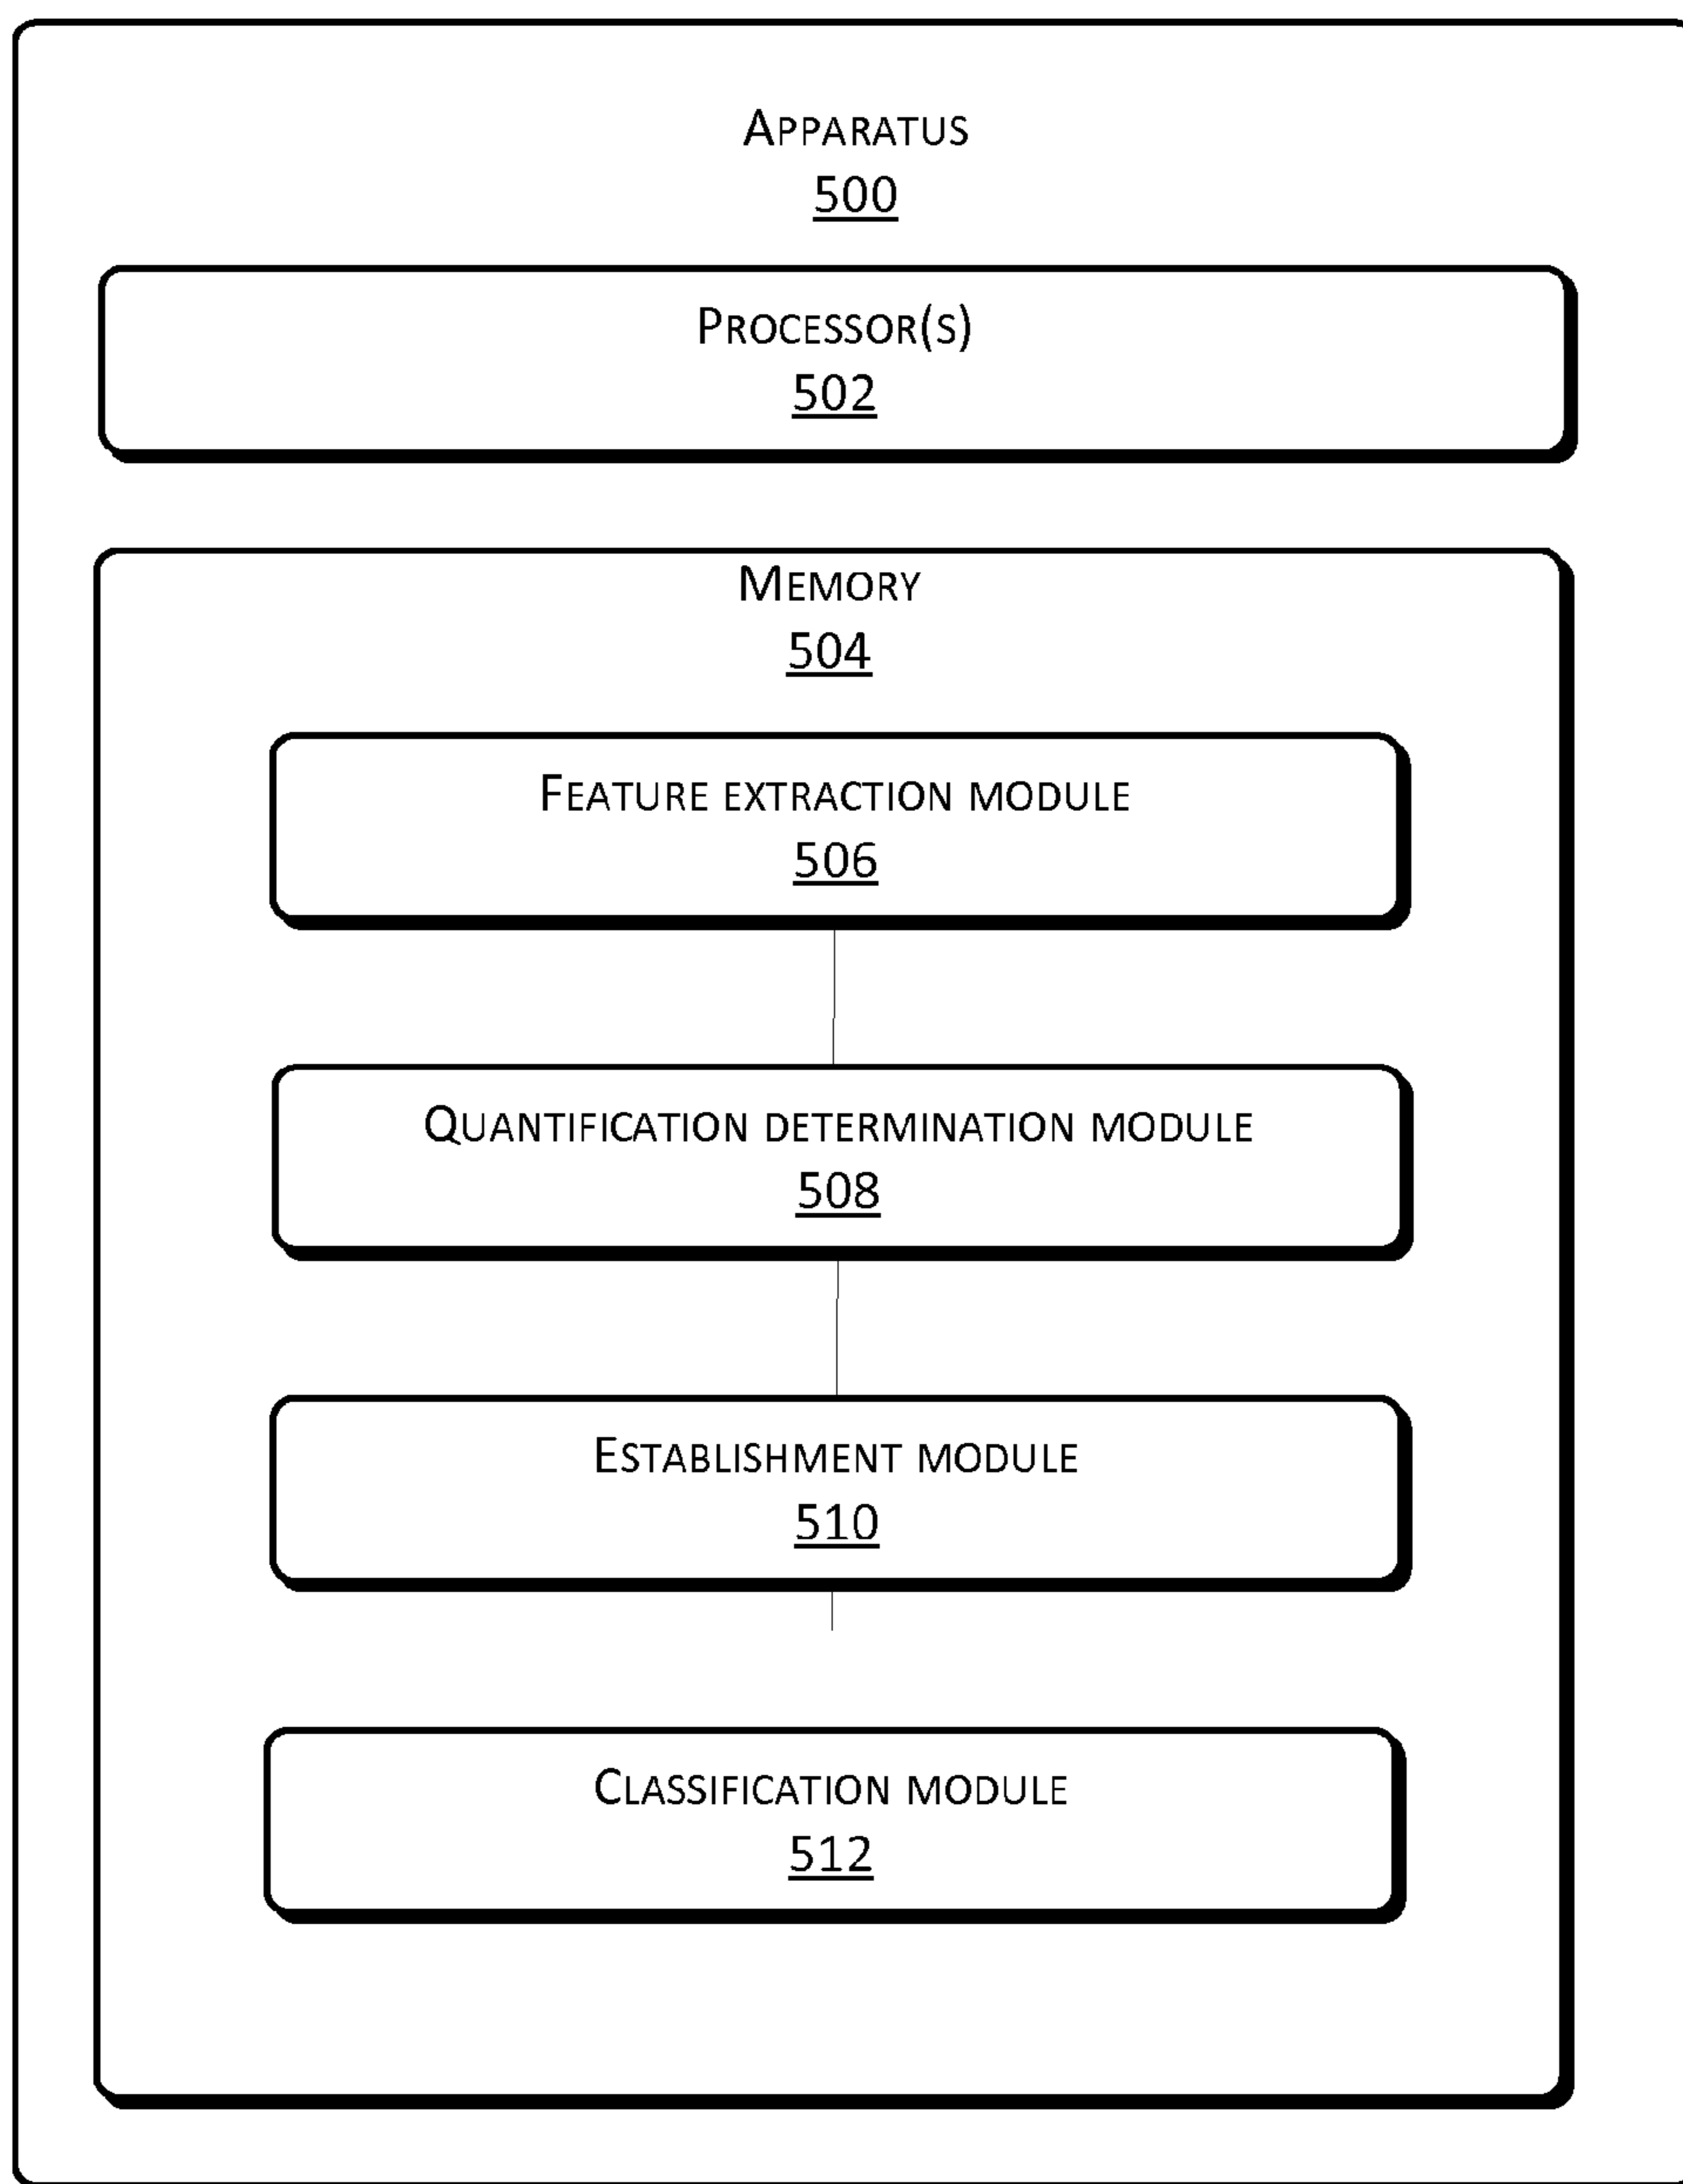 APPARATUS
500
PROCESSOR(S)
502
MEMORY
504
FEATURE EXTRACTION MODULE
506
QUANTIFICATION DETERMINATION MODULE
508
ESTABLISHMENT MODULE
510
CLASSIFICATION MODULE
512